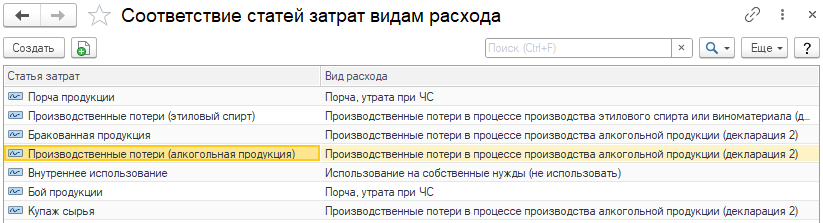 Соответствие статей затрат видам расхода
Создать Поиск (Ctrl+F) × Еще ?
Статья затрат Вид расхода
Порча продукции Порча, утрата при ЧС
Производственные потери (этиловый спирт) Производственные потери в процессе производства этилового спирта или виноматериала (д...
Бракованная продукция Производственные потери в процессе производства алкогольной продукции (декларация 2)
Производственные потери (алкогольная продукция) Производственные потери в процессе производства алкогольной продукции (декларация 2)
Внутреннее использование Использование на собственные нужды (не использовать)
Бой продукции Порча, утрата при ЧС
Купаж сырья Производственные потери в процессе производства алкогольной продукции (декларация 2)